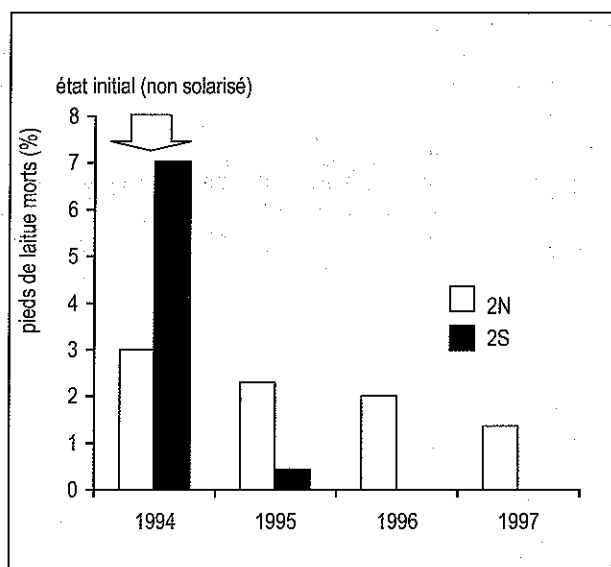 état initial (non solarisé)
pieds de laitue morts (%)
8
7
6
5
4
3
2
1
0
2N
2S
1994 1995 1996 1997